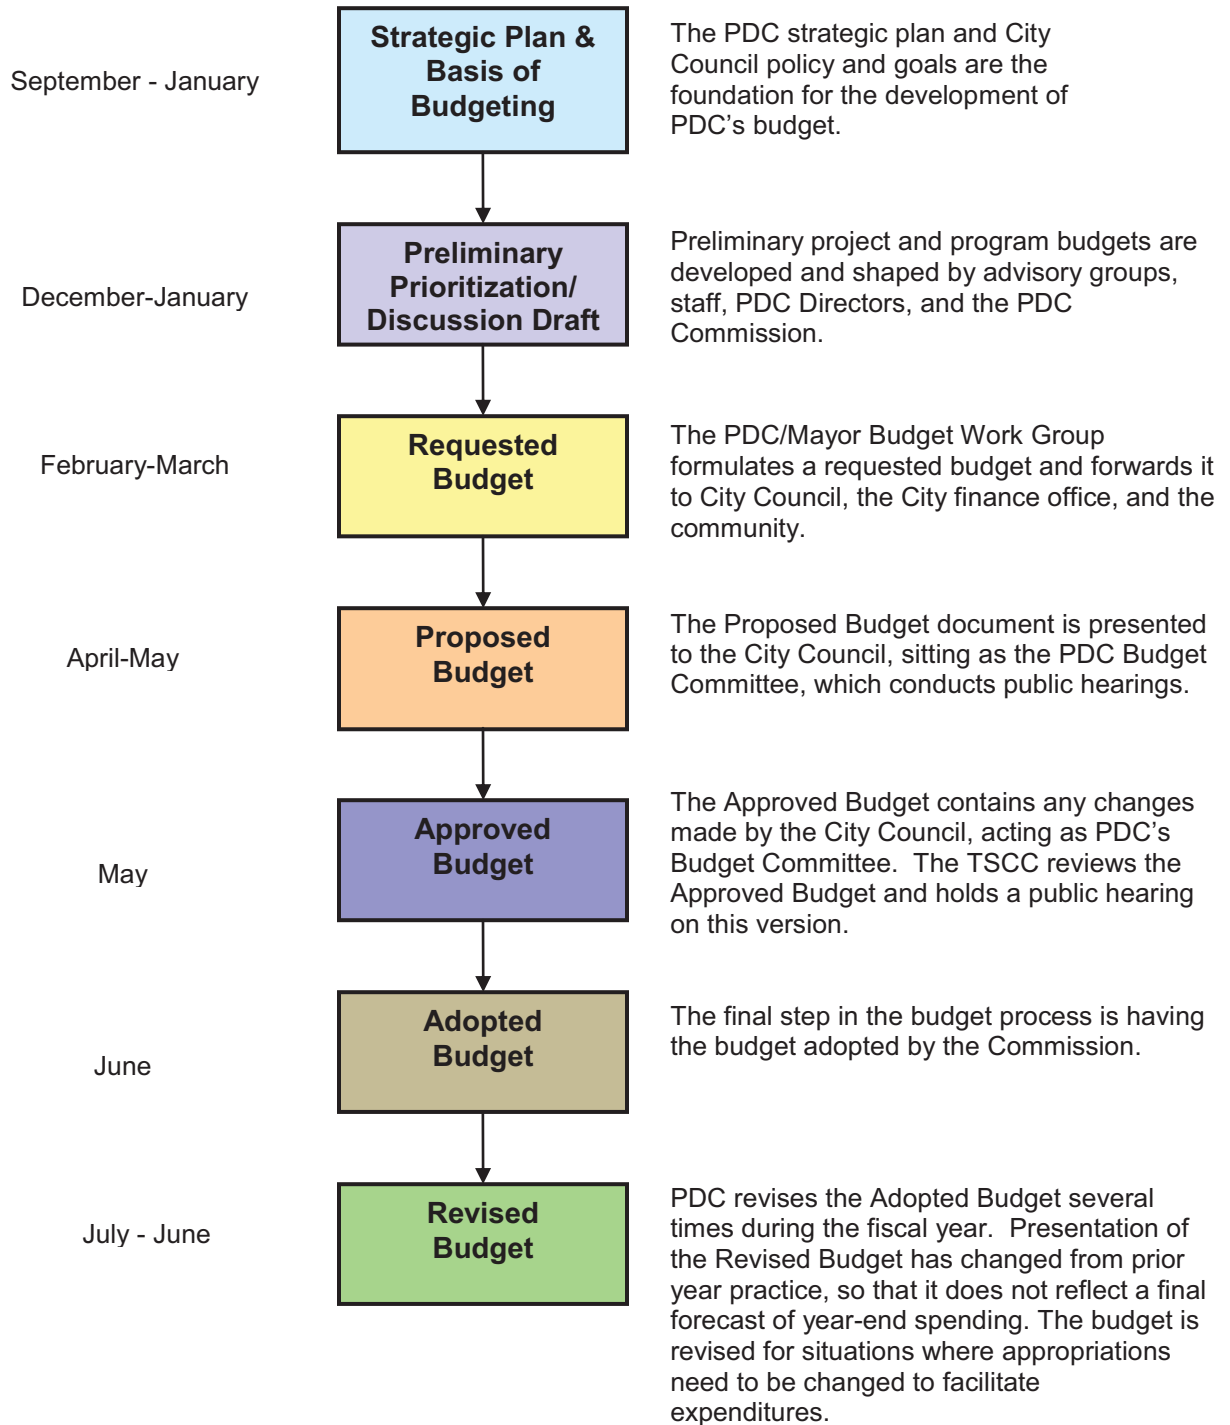 September - January
Strategic Plan &
Basis of
Budgeting
The PDC strategic plan and City
Council policy and goals are the
foundation for the development of
PDC’s budget.
December-January
Preliminary
Prioritization/
Discussion Draft
Preliminary project and program budgets are
developed and shaped by advisory groups,
staff, PDC Directors, and the PDC
Commission.
February-March
Requested
Budget
The PDC/Mayor Budget Work Group
formulates a requested budget and forwards it
to City Council, the City finance office, and the
community.
April-May
Proposed
Budget
The Proposed Budget document is presented
to the City Council, sitting as the PDC Budget
Committee, which conducts public hearings.
May
Approved
Budget
The Approved Budget contains any changes
made by the City Council, acting as PDC’s
Budget Committee.  The TSCC reviews the
Approved Budget and holds a public hearing
on this version.
June
Adopted
Budget
The final step in the budget process is having
the budget adopted by the Commission.
July - June
Revised
Budget
PDC revises the Adopted Budget several
times during the fiscal year.  Presentation of
the Revised Budget has changed from prior
year practice, so that it does not reflect a final
forecast of year-end spending. The budget is
revised for situations where appropriations
need to be changed to facilitate
expenditures.